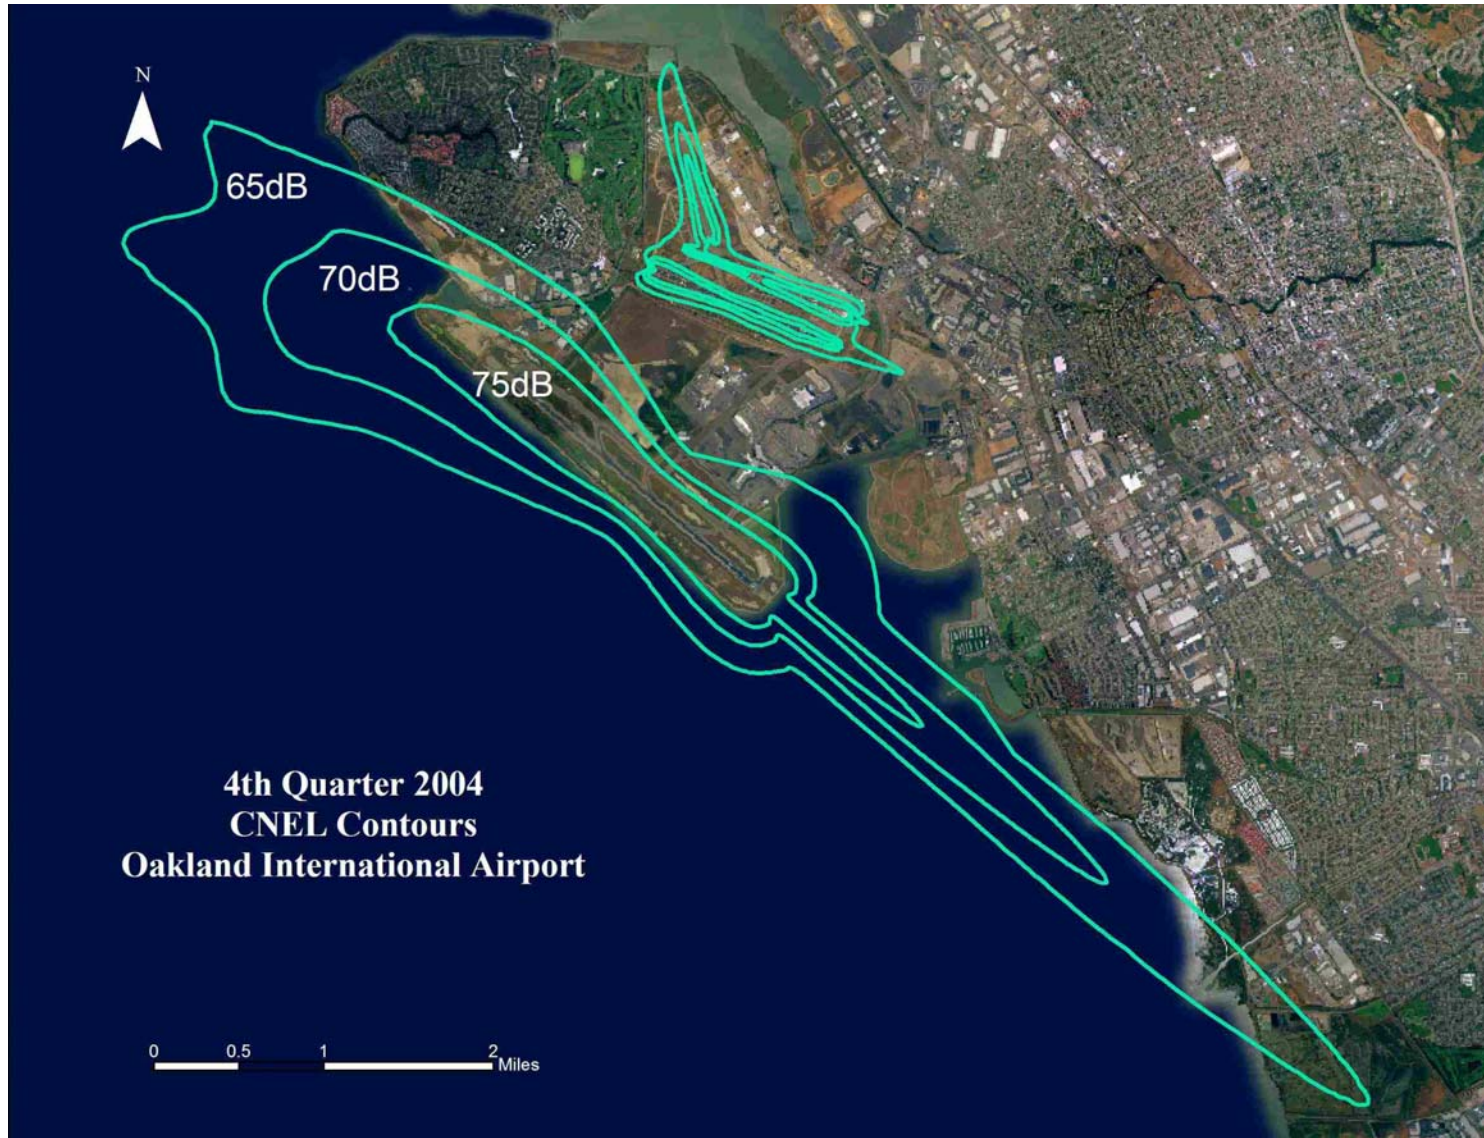 N
65dB
70dB
75dB
4th Quarter 2004
CNEL Contours
Oakland International Airport
0 0.5 1 2
Miles